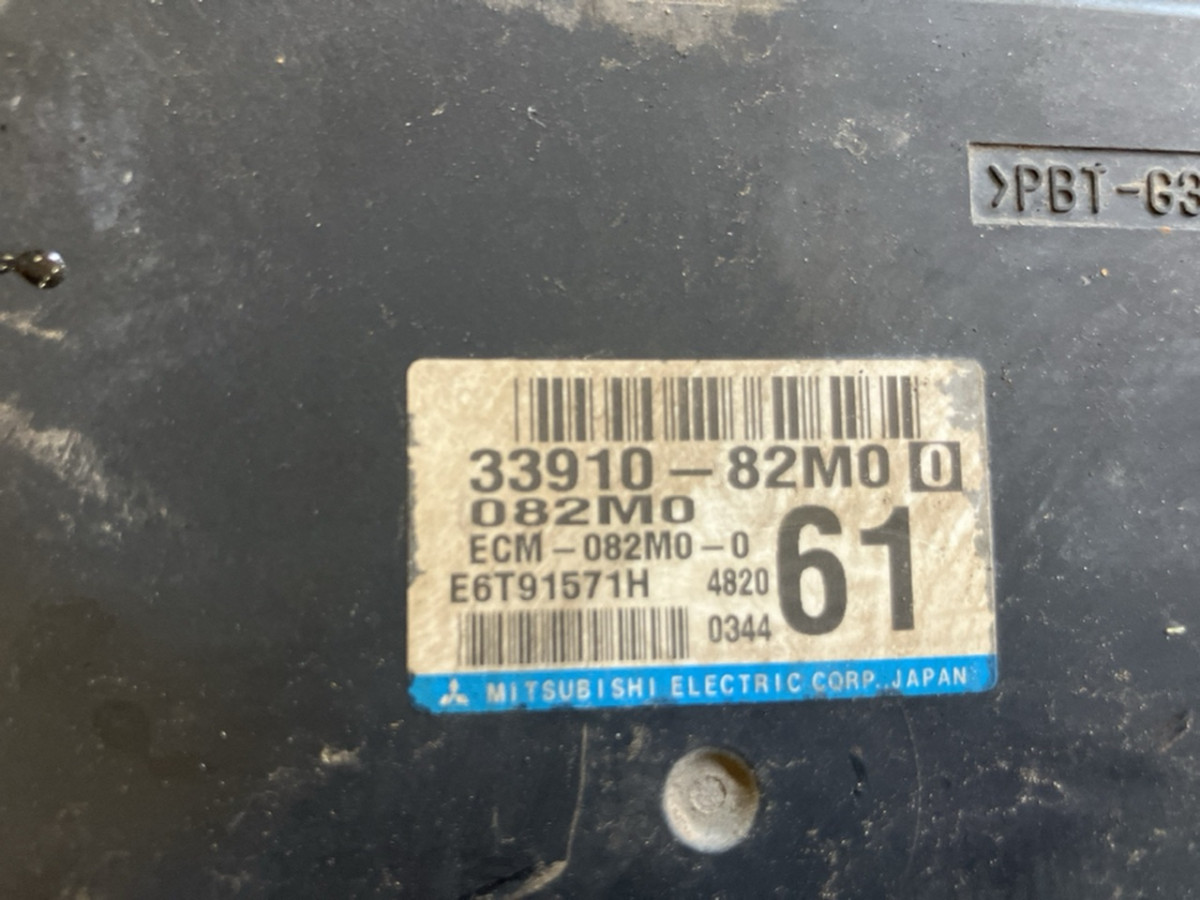 >PBT-G3
33910-82M0 0
082M0
ECM-082M0-0
61
E6T91571H 4820
0344
MITSUBISHI ELECTRIC CORP. JAPAN